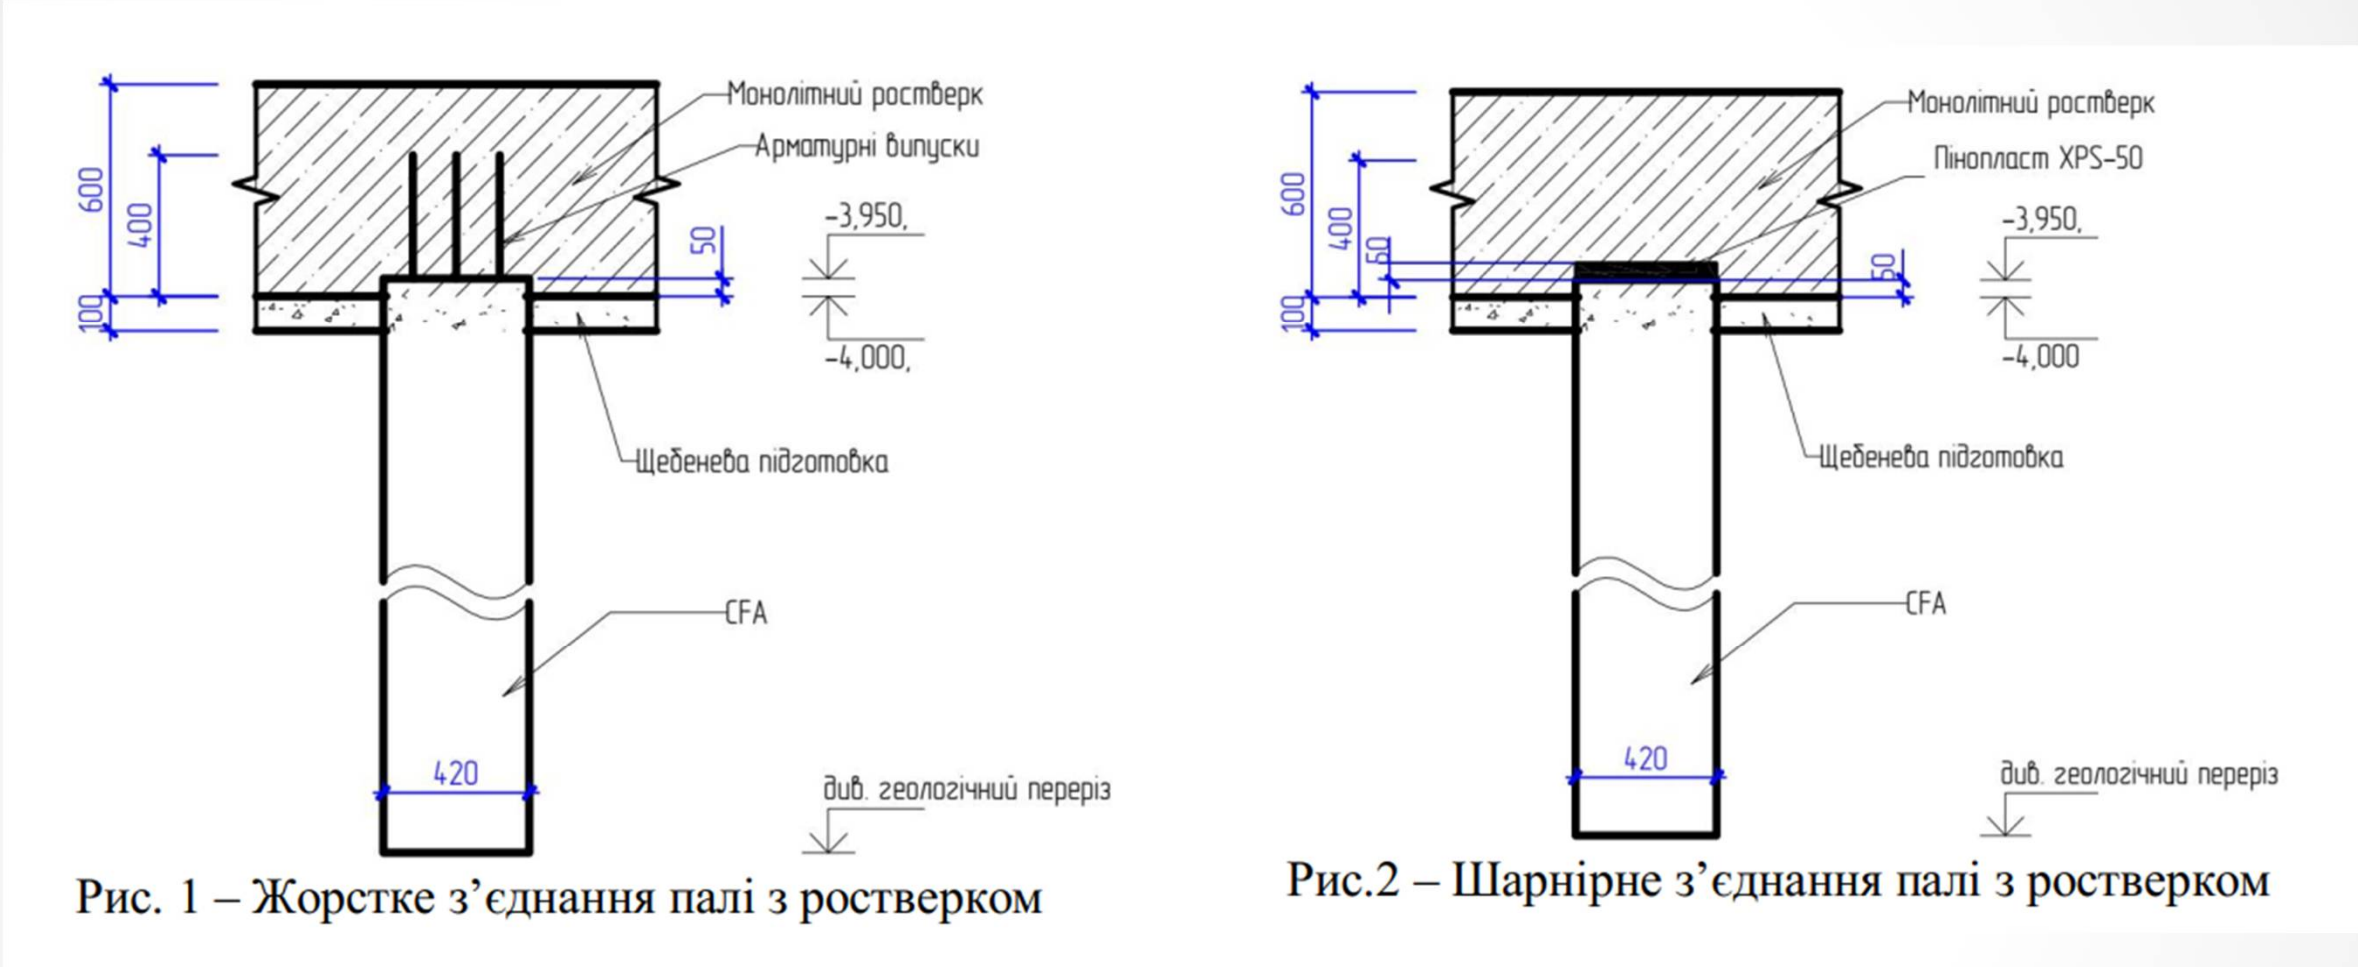 Монолітний ростверк
Арматурні випуски
600
400
100
50
-3,950,
-4,000,
Щебенева підготовка
CFA
420
див. геологічний переріз
Рис. 1 – Жорстке з’єднання палі з ростверком
Монолітний ростверк
Пінопласт XPS-50
600
400
50
100
50
-3,950,
-4,000
Щебенева підготовка
CFA
420
див. геологічний переріз
Рис.2 – Шарнірне з’єднання палі з ростверком